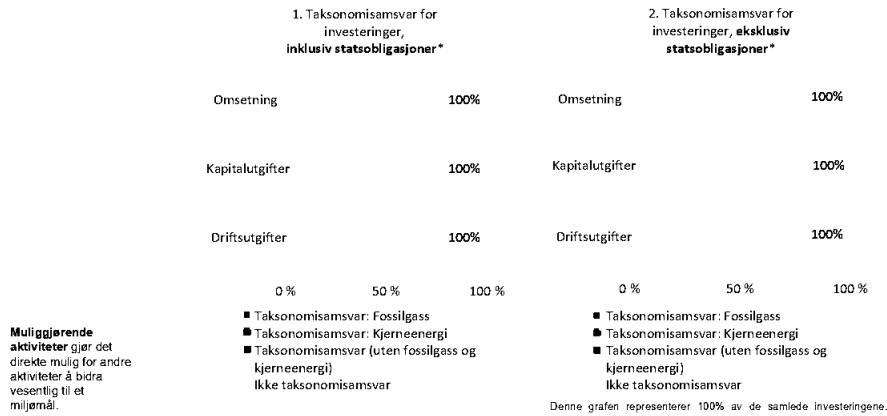 1. Taksonomisamsvar for
investeringer,
inklusiv statsobligasjoner*
Omsetning 100%
Kapitalutgifter 100%
Driftsutgifter 100%
0 % 50 % 100 %
Taksonomisamsvar: Fossilgass
Taksonomisamsvar: Kjerneenergi
Taksonomisamsvar (uten fossilgass og
kjerneenergi)
Ikke taksonomisamsvar
2. Taksonomisamsvar for
investeringer, eksklusiv
statsobligasjoner*
Omsetning 100%
Kapitalutgifter 100%
Driftsutgifter 100%
0 % 50 % 100 %
Taksonomisamsvar: Fossilgass
Taksonomisamsvar: Kjerneenergi
Taksonomisamsvar (uten fossilgass og
kjerneenergi)
Ikke taksonomisamsvar
Denne grafen representerer 100% av de samlede investeringene.
Muliggjørende
aktiviteter gjør det
direkte mulig for andre
aktiviteter å bidra
vesentlig til et
miljømål.